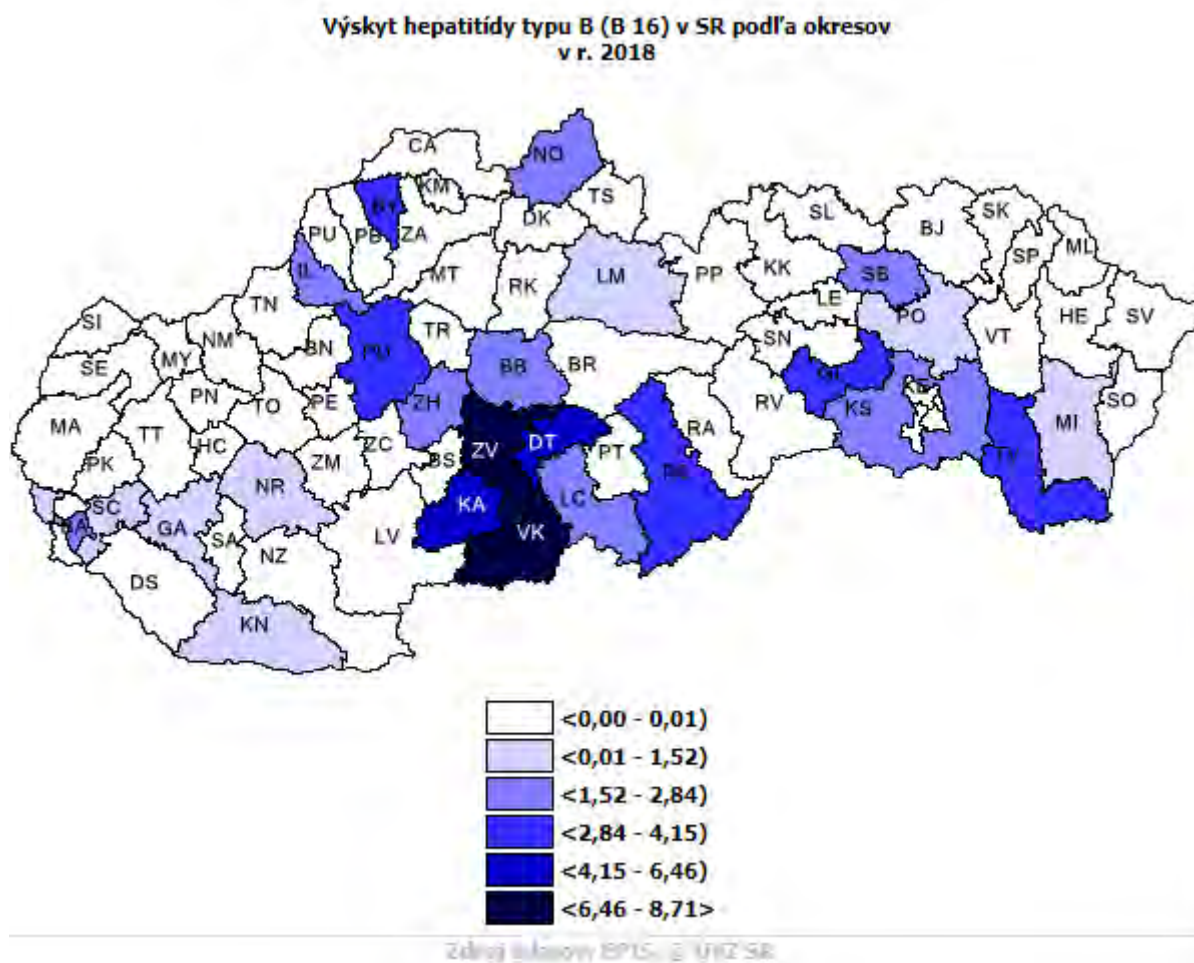 Výskyt hepatitídy typu B (B 16) v SR podľa okresov
v r. 2018
CA
NO
KM
TS
BY
DK
PU
PB
ZA
SL
BJ
SK
ML
SP
IL
MT
RK
LM
PP
KK
SB
LE
PO
HE
SV
TN
TR
VT
SI
NM
BN
SN
MY
PD
BB
BR
SE
GL
PN
TO
PE
ZH
RV
KS
SO
MI
MA
TT
HC
ZC
BS
ZV
DT
PT
RA
PK
ZM
NR
RS
SC
KA
LC
BA
GA
SA
NZ
LV
VK
DS
KN
<0,00 - 0,01)
<0,01 - 1,52)
<1,52 - 2,84)
<2,84 - 4,15)
<4,15 - 6,46)
<6,46 - 8,71>
SR